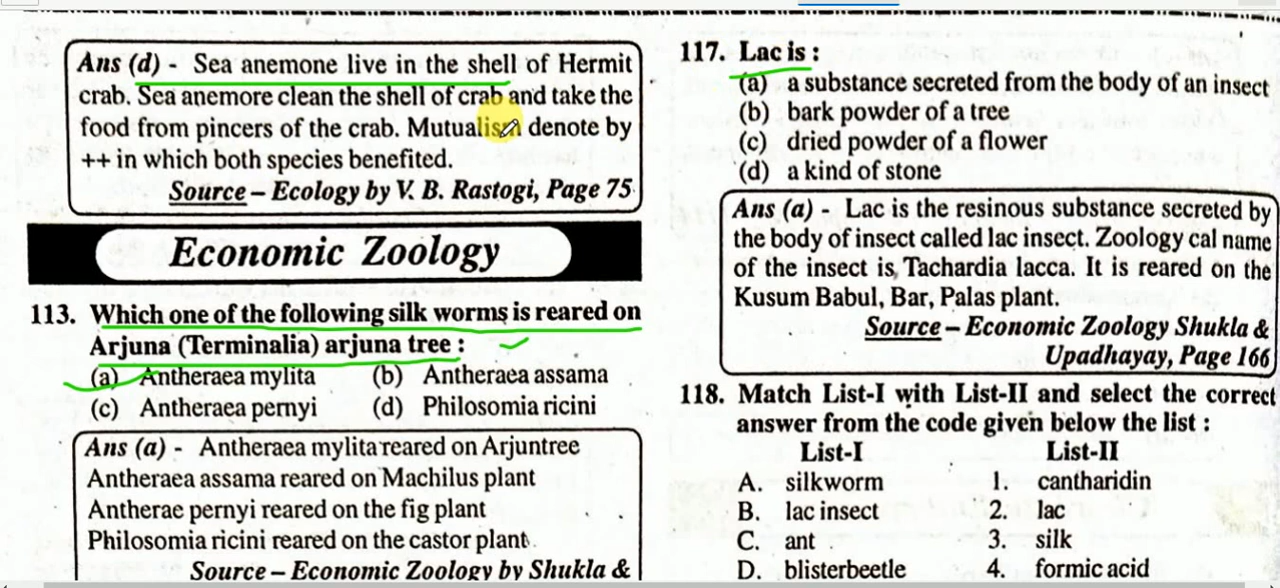 Ans (d) - Sea anemone live in the shell of Hermit
crab. Sea anemore clean the shell of crab and take the
food from pincers of the crab. Mutualism denote by
++ in which both species benefited.
Source – Ecology by V. B. Rastogi, Page 75
Economic Zoology
113. Which one of the following silk worms is reared on
Arjuna (Terminalia) arjuna tree :
(a) Antheraea mylita (b) Antheraea assama
(c) Antheraea pernyi (d) Philosomia ricini
Ans (a) - Antheraea mylita reared on Arjuntree
Antheraea assama reared on Machilus plant
Antherae pernyi reared on the fig plant
Philosomia ricini reared on the castor plant.
Source – Economic Zoology by Shukla &
117. Lac is :
(a) a substance secreted from the body of an insect
(b) bark powder of a tree
(c) dried powder of a flower
(d) a kind of stone
Ans (a) - Lac is the resinous substance secreted by
the body of insect called lac insect. Zoology cal name
of the insect is Tachardia lacca. It is reared on the
Kusum Babul, Bar, Palas plant.
Source – Economic Zoology Shukla &
Upadhayay, Page 166
118. Match List-I with List-II and select the correct
answer from the code given below the list :
List-I List-II
A. silkworm 1. cantharidin
B. lac insect 2. lac
C. ant 3. silk
D. blisterbeetle 4. formic acid